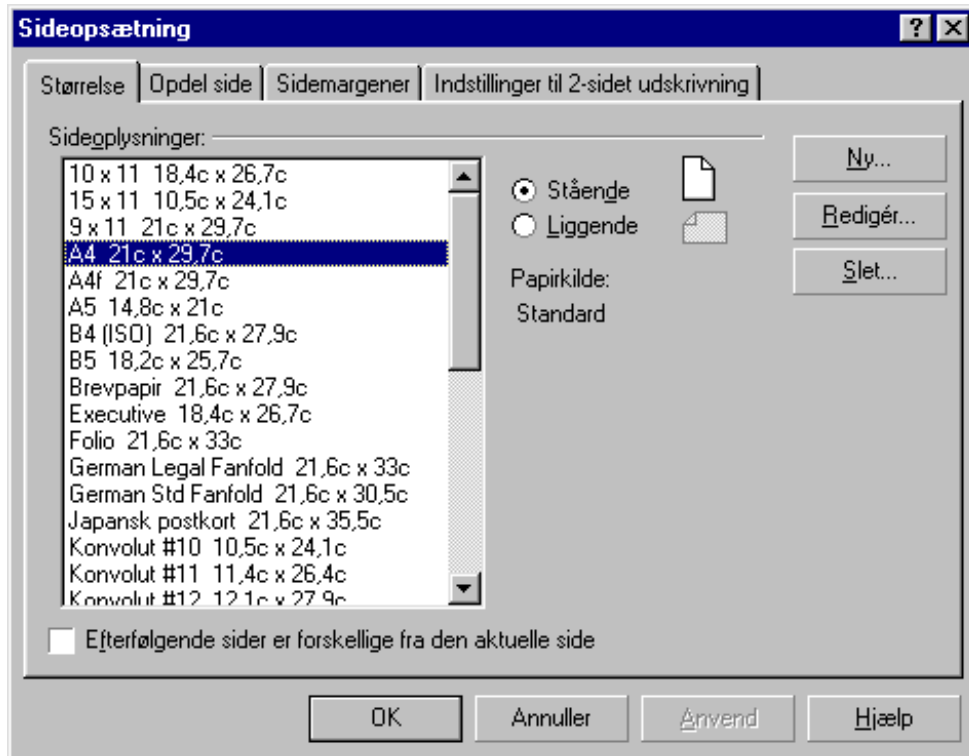 Sideopsætning
Størrelse Opdel side Sidemargener Indstillinger til 2-sidet udskrivning
Sideoplysninger:
10 x 11 18,4c x 26,7c
15 x 11 10,5c x 24,1c
9 x 11 21c x 29,7c
A4 21c x 29,7c
A4f 21c x 29,7c
A5 14,8c x 21c
B4 (ISO) 21,6c x 27,9c
B5 18,2c x 25,7c
Brevpapir 21,6c x 27,9c
Executive 18,4c x 26,7c
Folio 21,6c x 33c
German Legal Fanfold 21,6c x 33c
German Std Fanfold 21,6c x 30,5c
Japansk postkort 21,6c x 35,5c
Konvolut #10 10,5c x 24,1c
Konvolut #11 11,4c x 26,4c
Konvolut #12 12,1c x 27,9c
Stående
Liggende
Papirkilde:
Standard
Ny...
Redigér...
Slet...
Efterfølgende sider er forskellige fra den aktuelle side
OK Annuller Anvend Hjælp